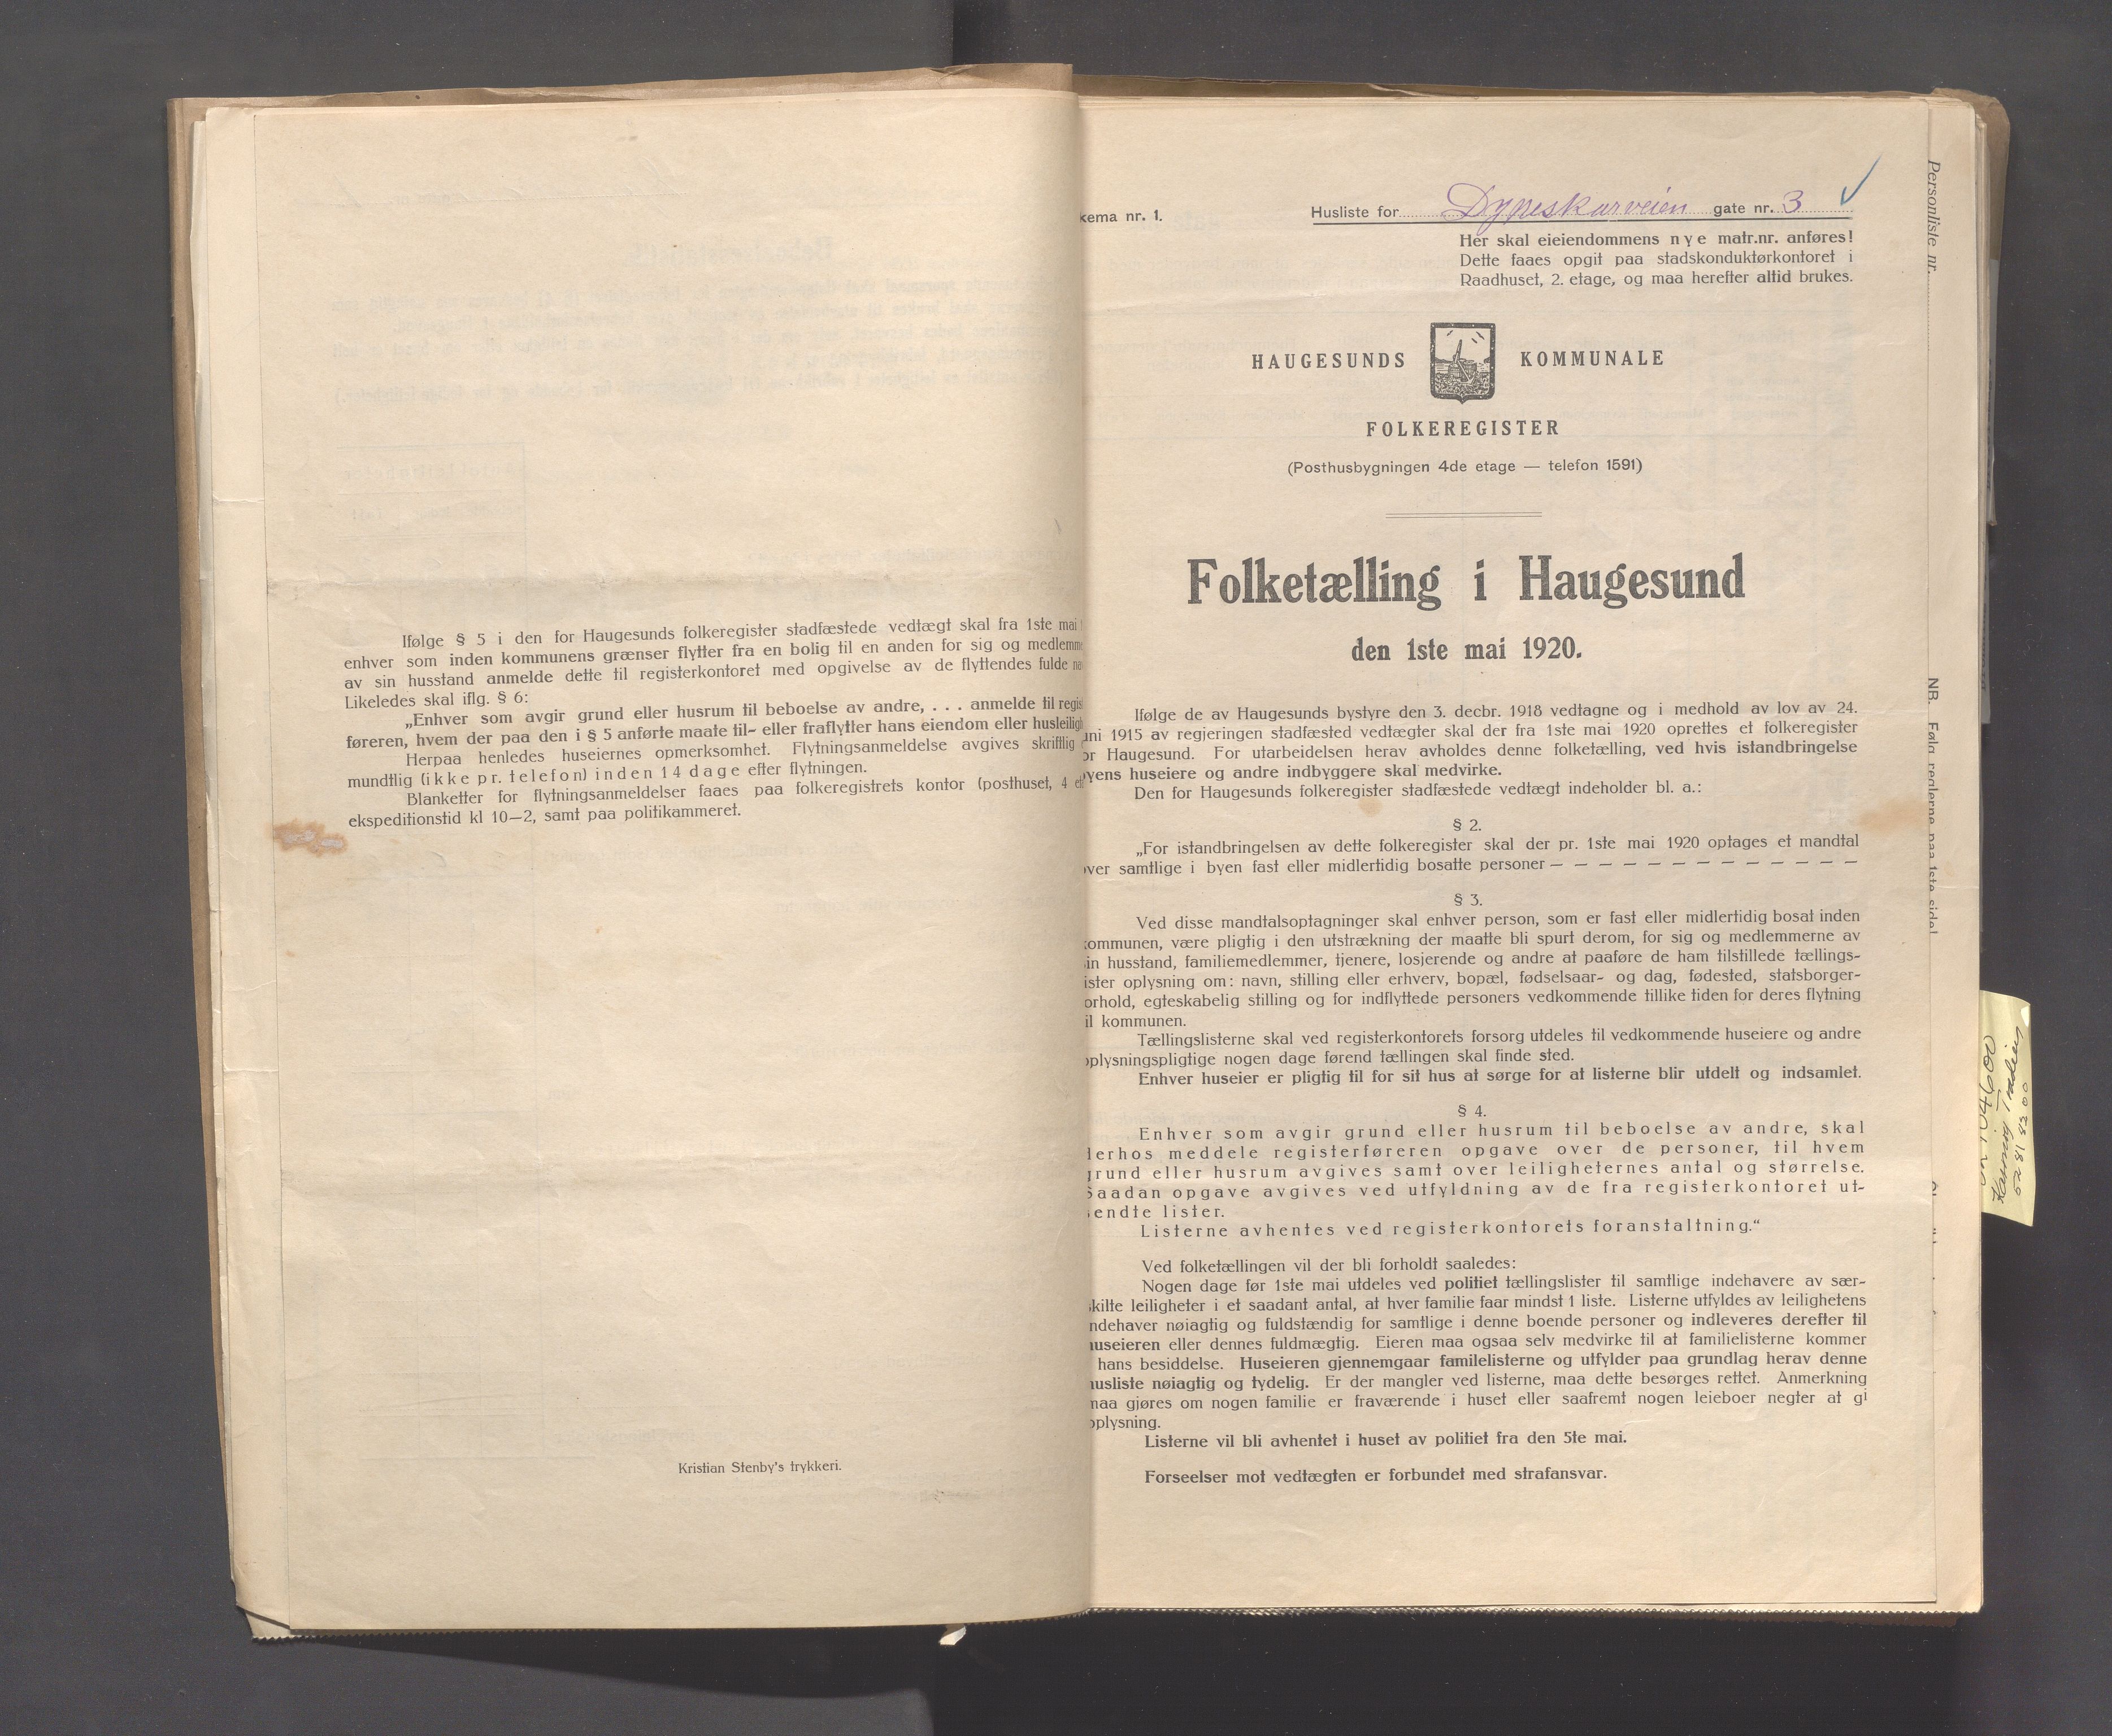 Ifølge § 5 i den for Haugesunds folkeregister stadfæstede vedtægt skal fra 1ste mai
enhver som inden kommunens grænser flytter fra en bolig til en anden for sig og medlemme
av sin husstand anmelde dette til registerkontoret med opgivelse av de flyttendes fulde na
Likeledes skal iflg. § 6:
„Enhver som avgir grund eller husrum til beboelse av andre, . . . anmelde til regis
føreren, hvem der paa den i § 5 anførte maate til- eller fraflytter hans eiendom eller husleiligh
Herpaa henledes huseiernes opmerksomhet. Flytningsanmeldelse avgives skriftlig
mundtlig (ikke pr. telefon) inden 14 dage efter flytningen.
Blanketter for flytningsanmeldelser faaes paa folkeregistrets kontor (posthuset, 4 et
ekspeditionstid kl 10—2, samt paa politikammeret.
Kristian Stenby's trykkeri.
kema nr. 1.
Husliste for Dyneskarveien gate nr. 3
Her skal eieiendommens nye matr.nr. anføres!
Dette faaes opgit paa stadskonduktørkontoret i
Raadhuset, 2. etage, og maa herefter altid brukes.
HAUGESUNDS KOMMUNALE
FOLKEREGISTER
(Posthusbygningen 4de etage — telefon 1591)
Folketælling i Haugesund
den 1ste mai 1920.
Ifølge de av Haugesunds bystyre den 3. decbr. 1918 vedtagne og i medhold av lov av 24.
uni 1915 av regjeringen stadfæsted vedtægter skal der fra 1ste mai 1920 oprettes et folkeregister
or Haugesund. For utarbeidelsen herav avholdes denne folketælling, ved hvis istandbringelse
yens huseiere og andre indbyggere skal medvirke.
Den for Haugesunds folkeregister stadfæstede vedtægt indeholder bl. a.:
§ 2.
„For istandbringelsen av dette folkeregister skal der pr. 1ste mai 1920 optages et mandtal
ver samtlige i byen fast eller midlertidig bosatte personer — — — — — — — — — — — — —
§ 3.
Ved disse mandtalsoptagninger skal enhver person, som er fast eller midlertidig bosat inden
kommunen, være pligtig i den utstrækning der maatte bli spurt derom, for sig og medlemmerne av
in husstand, familiemedlemmer, tjenere, losjerende og andre at paaføre de ham tilstillede tællings-
ister oplysning om: navn, stilling eller erhverv, bopæl, fødselsaar- og dag, fødested, statsborger-
orhold, egteskabelig stilling og for indflyttede personers vedkommende tillike tiden for deres flytning
il kommunen.
Tællingslisterne skal ved registerkontorets forsorg utdeles til vedkommende huseiere og andre
oplysningspligtige nogen dage førend tællingen skal finde sted.
Enhver huseier er pligtig til for sit hus at sørge for at listerne blir utdelt og indsamlet.
§ 4.
Enhver som avgir grund eller husrum til beboelse av andre, skal
derhos meddele registerføreren opgave over de personer, til hvem
grund eller husrum avgives samt over leiligheternes antal og størrelse.
Saadan opgave avgives ved utfyldning av de fra registerkontoret ut-
endte lister.
Listerne avhentes ved registerkontorets foranstaltning.“
Ved folketællingen vil der bli forholdt saaledes:
Nogen dage før 1ste mai utdeles ved politiet tællingslister til samtlige indehavere av sær-
kilte leiligheter i et saadant antal, at hver familie faar mindst 1 liste. Listerne utfyldes av leilighetens
ndehaver nøiagtig og fuldstændig for samtlige i denne boende personer og indleveres derefter til
huseieren eller dennes fuldmægtig. Eieren maa ogsaa selv medvirke til at familielisterne kommer
hans besiddelse. Huseieren gjennemgaar familelisterne og utfylder paa grundlag herav denne
husliste nøiagtig og tydelig. Er der mangler ved listerne, maa dette besørges rettet. Anmerkning
maa gjøres om nogen familie er fraværende i huset eller saafremt nogen leieboer negter at gi
oplysning.
Listerne vil bli avhentet i huset av politiet fra den 5te mai.
Forseelser mot vedtægten er forbundet med strafansvar.
Personliste nr.
NB. Følg reglerne paa 1ste side!
104600
52818200